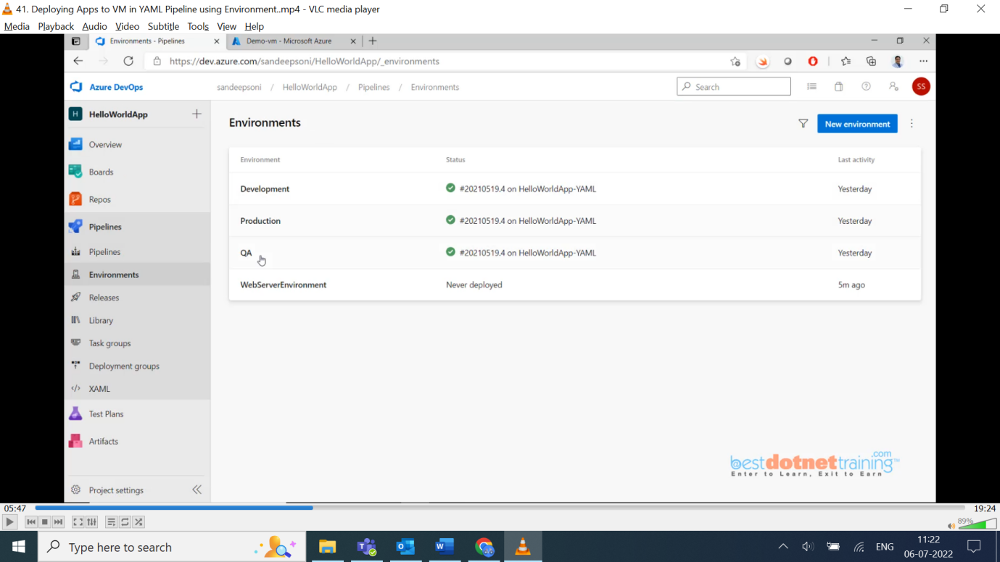 41. Deploying Apps to VM in YAML Pipeline using Environment..mp4 - VLC media player
Media Playback Audio Video Subtitle Tools View Help
Environments - Pipelines
Demo-vm - Microsoft Azure
https://dev.azure.com/sandeepsoni/HelloWorldApp/_environments
Azure DevOps
sandeepsoni / HelloWorldApp / Pipelines / Environments
Search
SS
H HelloWorldApp
Overview
Boards
Repos
Pipelines
Pipelines
Environments
Releases
Library
Task groups
Deployment groups
XAML
Test Plans
Artifacts
Project settings
Environments
New environment
Environment Status Last activity
Development #20210519.4 on HelloWorldApp-YAML Yesterday
Production #20210519.4 on HelloWorldApp-YAML Yesterday
QA #20210519.4 on HelloWorldApp-YAML Yesterday
WebServerEnvironment Never deployed 5m ago
bestdotnettraining.com™
Enter to Learn, Exit to Earn
05:47 19:24
89%
Type here to search
ENG
11:22
06-07-2022